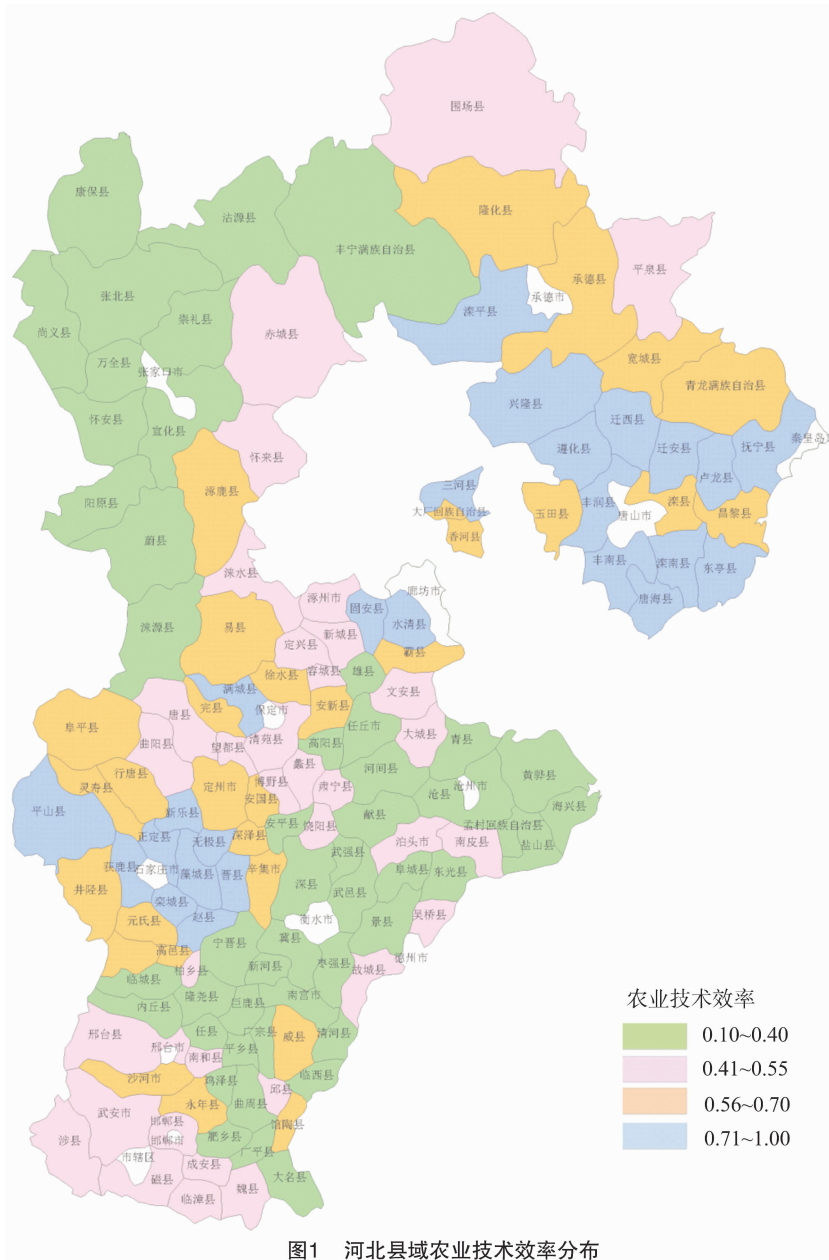 围场县
康保县
沽源县
隆化县
丰宁满族自治县
平泉县
承德县
张北县
承德市
滦平县
崇礼县
尚义县
赤城县
万全县
张家口市
宽城县
青龙满族自治县
兴隆县
怀安县
宣化县
迁西县
秦皇岛
遵化县
迁安县
抚宁县
怀来县
卢龙县
三河县
涿鹿县
阳原县
丰润县
滦县
大厂回族自治县
玉田县
唐山市
昌黎县
香河县
蔚县
丰南县
滦南县
东亭县
涞水县
唐海县
廊坊市
涿州市
固安县
涞源县
易县
新城县
水清县
定兴县
霸县
容城县
雄县
徐水县
满城县
文安县
唐县
完县
保定市
安新县
阜平县
任丘市
大城县
青县
曲阳县
望都县
清苑县
高阳县
蠡县
河间县
黄骅县
行唐县
灵寿县
定州市
博野县
肃宁县
沧县
沧州市
安国县
海兴县
平山县
新乐县
献县
安平县
饶阳县
孟村回族自治县
正定县
无极县
深泽县
泊头市
南皮县
盐山县
武强县
获鹿县
石家庄市
藁城县
晋县
辛集市
阜城县
东光县
井陉县
深县
武邑县
栾城县
赵县
元氏县
衡水市
景县
吴桥县
高邑县
宁晋县
冀县
柏乡县
新河县
枣强县
故城县
德州市
临城县
隆尧县
巨鹿县
南宫市
内丘县
邢台县
任县
广宗县
威县
清河县
邢台市
南和县
平乡县
沙河市
鸡泽县
临西县
邱县
武安市
永年县
曲周县
邯郸县
馆陶县
涉县
邯郸市
肥乡县
广平县
市辖区
成安县
磁县
大名县
临漳县
魏县
农业技术效率
0.10~0.40
0.41~0.55
0.56~0.70
0.71~1.00
图1 河北县域农业技术效率分布